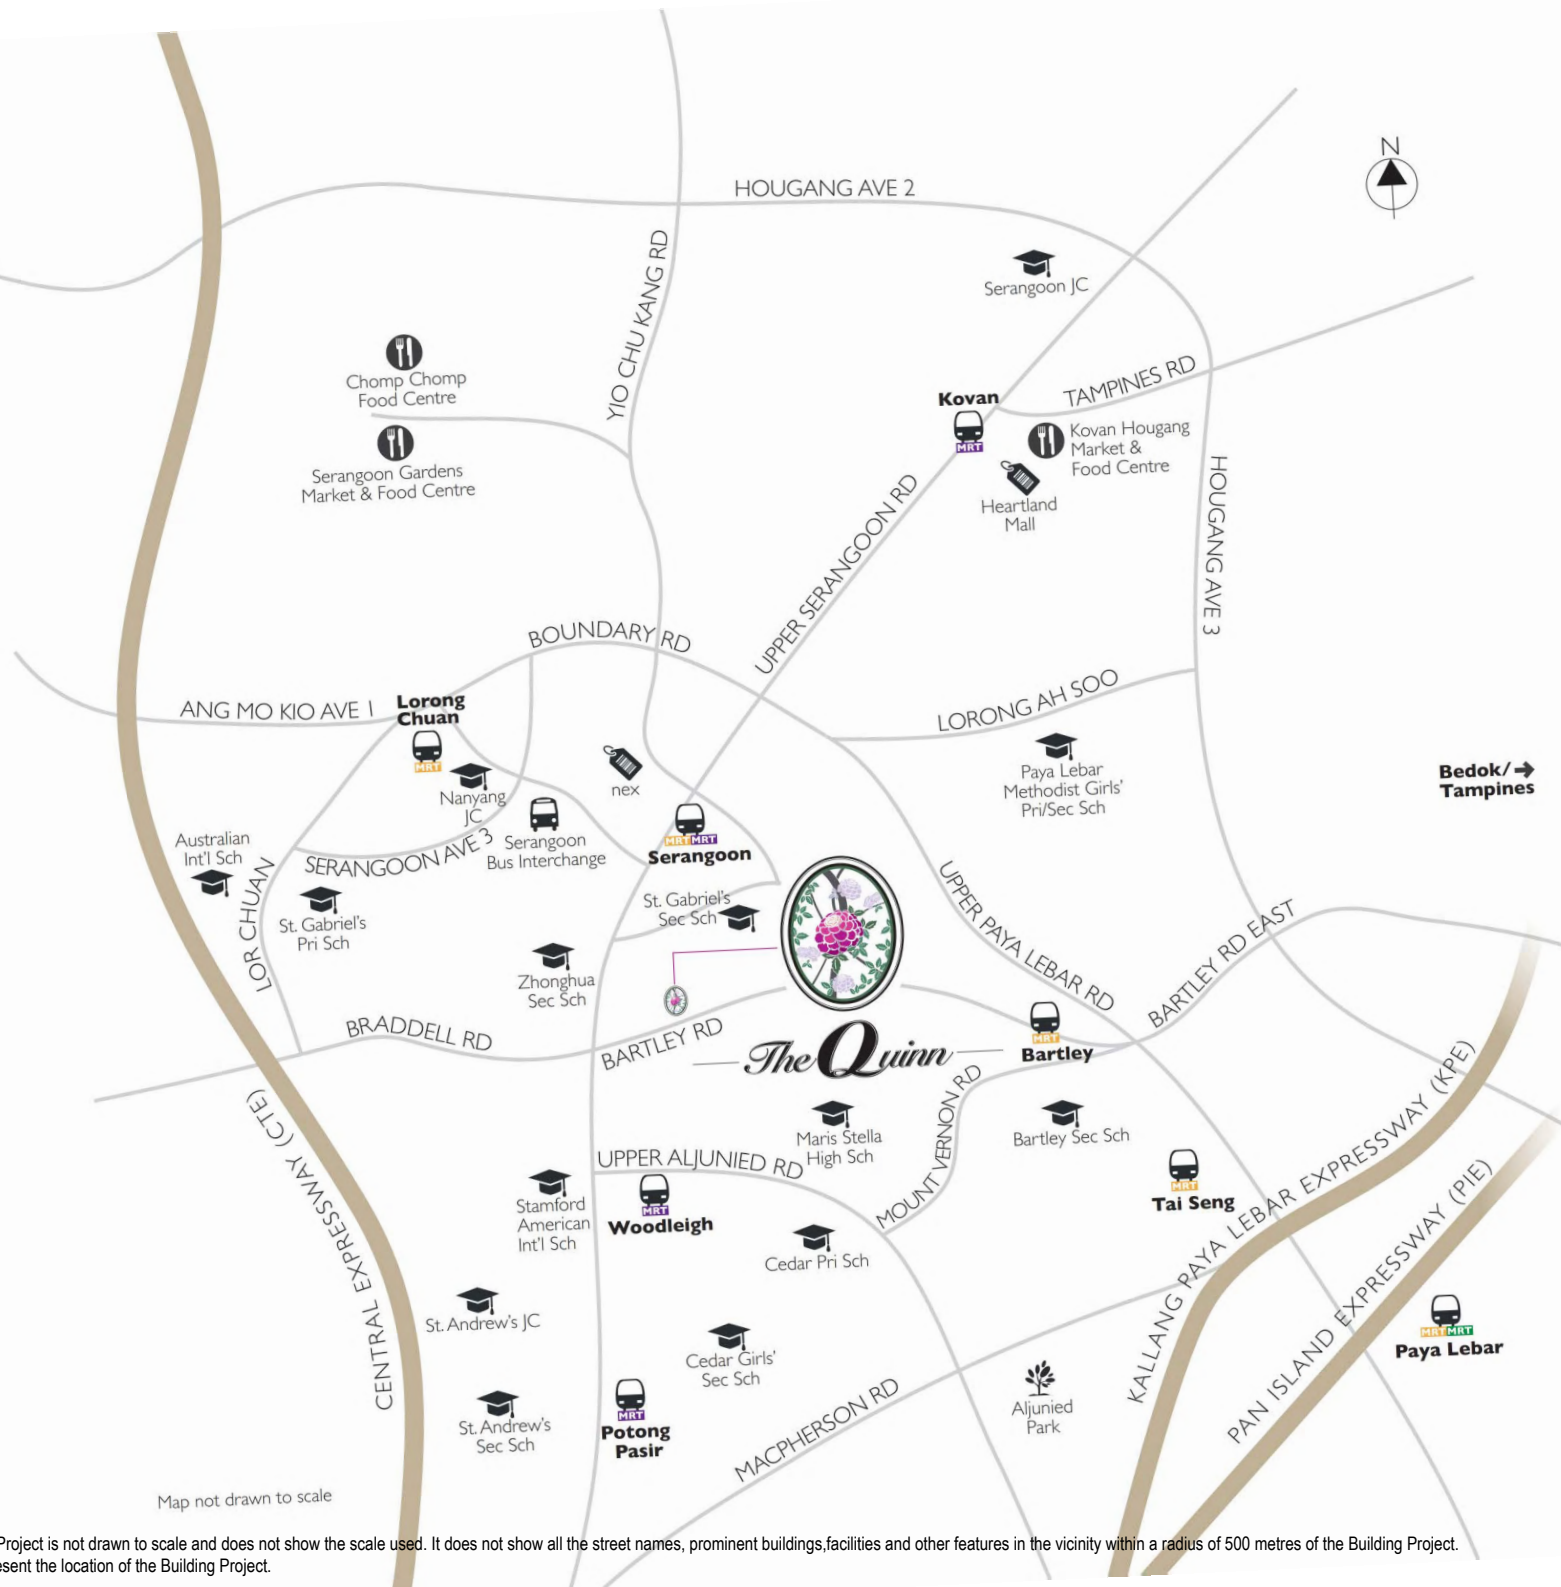 N
HOUGANG AVE 2
YIO CHU KANG RD
Serangoon JC
Chomp Chomp
Food Centre
TAMPINES RD
Kovan
MRT
Kovan Hougang
Market &
Food Centre
Serangoon Gardens
Market & Food Centre
Heartland
Mall
HOUGANG AVE 3
UPPER SERANGOON RD
BOUNDARY RD
LORONG AH SOO
ANG MO KIO AVE 1
Lorong
Chuan
MRT
Nanyang
JC
nex
Paya Lebar
Methodist Girls'
Pri/Sec Sch
Bedok/
Tampines
Australian
Int'l Sch
SERANGOON AVE 3
Serangoon
Bus Interchange
MRT MRT
Serangoon
LOR CHUAN
St. Gabriel's
Pri Sch
St. Gabriel's
Sec Sch
UPPER PAYA LEBAR RD
BARTLEY RD EAST
Zhonghua
Sec Sch
BRADDELL RD
BARTLEY RD
The Quinn
MRT
Bartley
CENTRAL EXPRESSWAY (CTE)
MOUNT VERNON RD
Maris Stella
High Sch
Bartley Sec Sch
KALLANG PAYA LEBAR EXPRESSWAY (KPE)
UPPER ALJUNIED RD
Stamford
American
Int'l Sch
MRT
Woodleigh
MRT
Tai Seng
PAN ISLAND EXPRESSWAY (PIE)
Cedar Pri Sch
St. Andrew's JC
Cedar Girls'
Sec Sch
MRT MRT
Paya Lebar
St. Andrew's
Sec Sch
MRT
Potong
Pasir
MACPHERSON RD
Aljunied
Park
Map not drawn to scale
Project is not drawn to scale and does not show the scale used. It does not show all the street names, prominent buildings,facilities and other features in the vicinity within a radius of 500 metres of the Building Project.
esent the location of the Building Project.